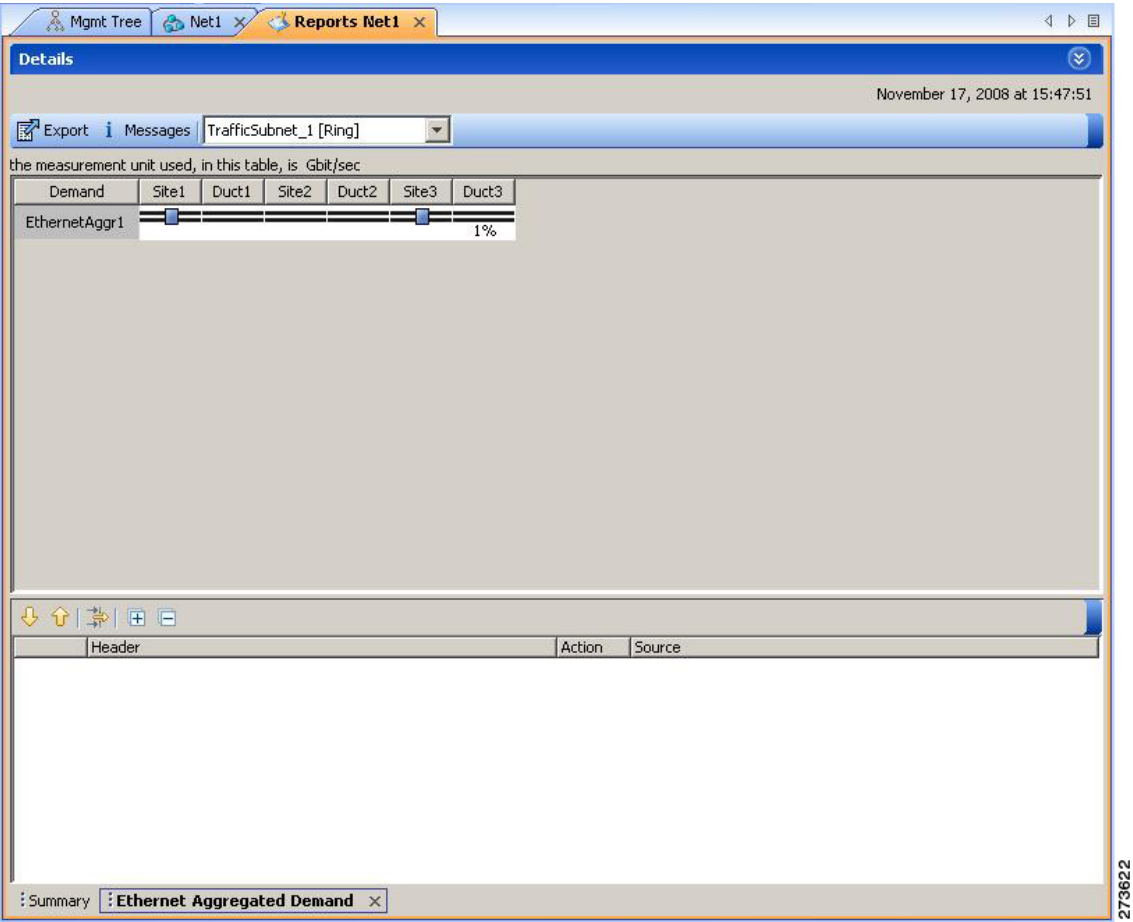 Mgmt Tree Net1 Reports Net1
Details
November 17, 2008 at 15:47:51
Export i Messages TrafficSubnet_1 [Ring]
the measurement unit used, in this table, is Gbit/sec
Demand Site1 Duct1 Site2 Duct2 Site3 Duct3
EthernetAggr1
1%
Header Action Source
Summary Ethernet Aggregated Demand
273622